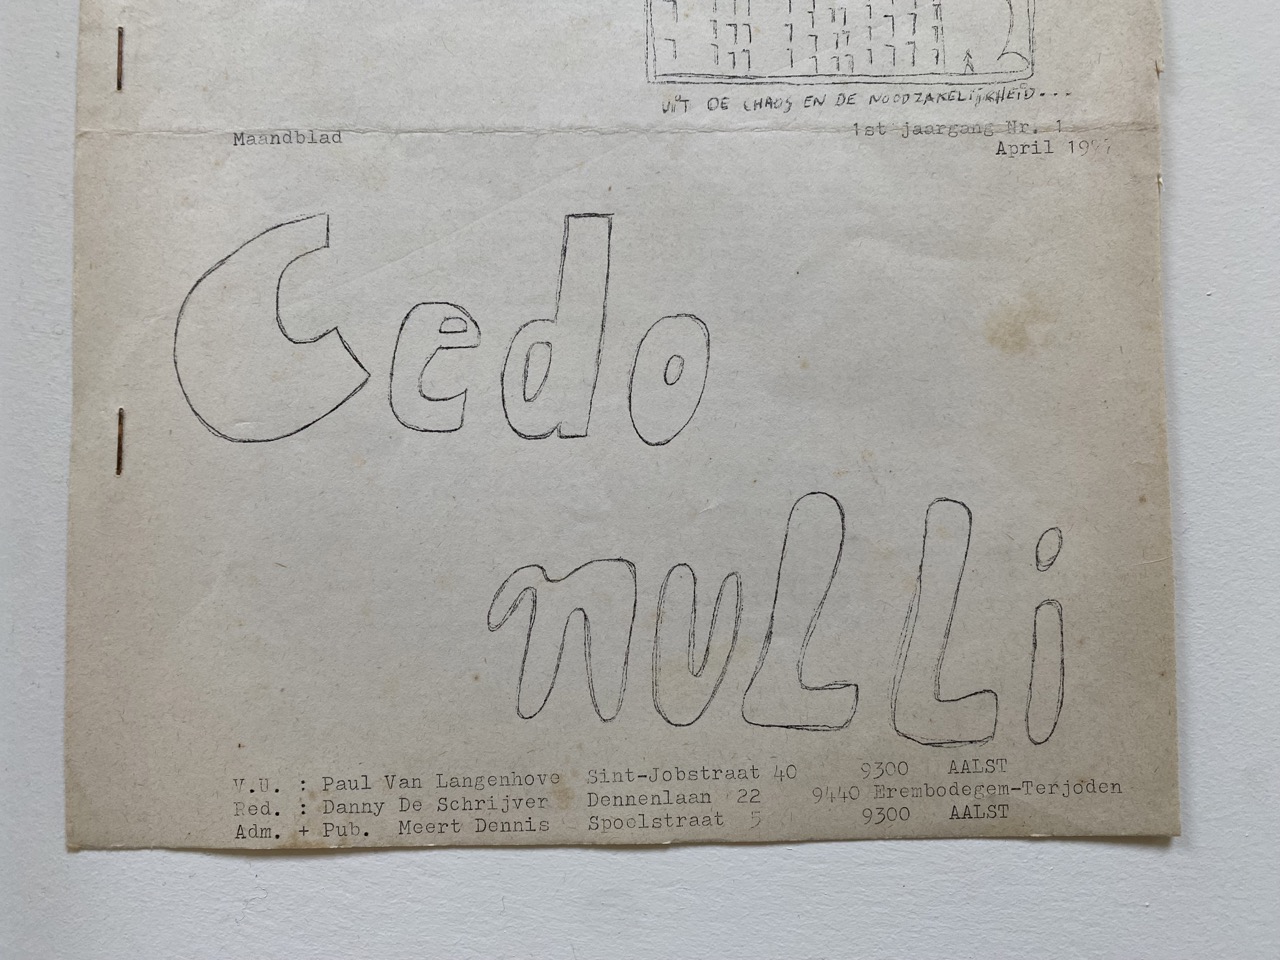 UIT DE CHAOS EN DE NOODZAKELIJKHEID...
Maandblad
1st jaargang Nr. 1
April
Cedo
nulli
V.U. : Paul Van Langenhove Sint-Jobstraat 40 9300 AALST
Red. : Danny De Schrijver Dennenlaan 22 9440 Erembodegem-Terjoden
Adm. + Pub. Meert Dennis Spoelstraat 5 9300 AALST